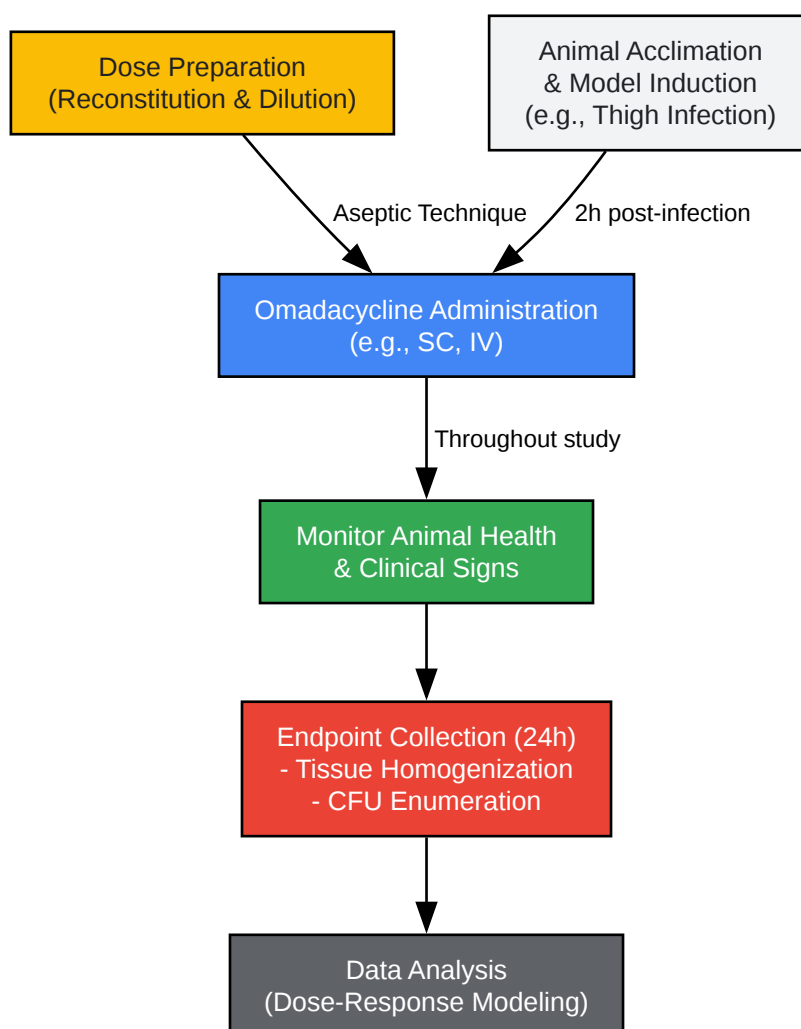 Dose Preparation
(Reconstitution & Dilution)
Animal Acclimation
& Model Induction
(e.g., Thigh Infection)
Aseptic Technique
2h post-infection
Omadacycline Administration
(e.g., SC, IV)
Throughout study
Monitor Animal Health
& Clinical Signs
Endpoint Collection (24h)
- Tissue Homogenization
- CFU Enumeration
Data Analysis
(Dose-Response Modeling)